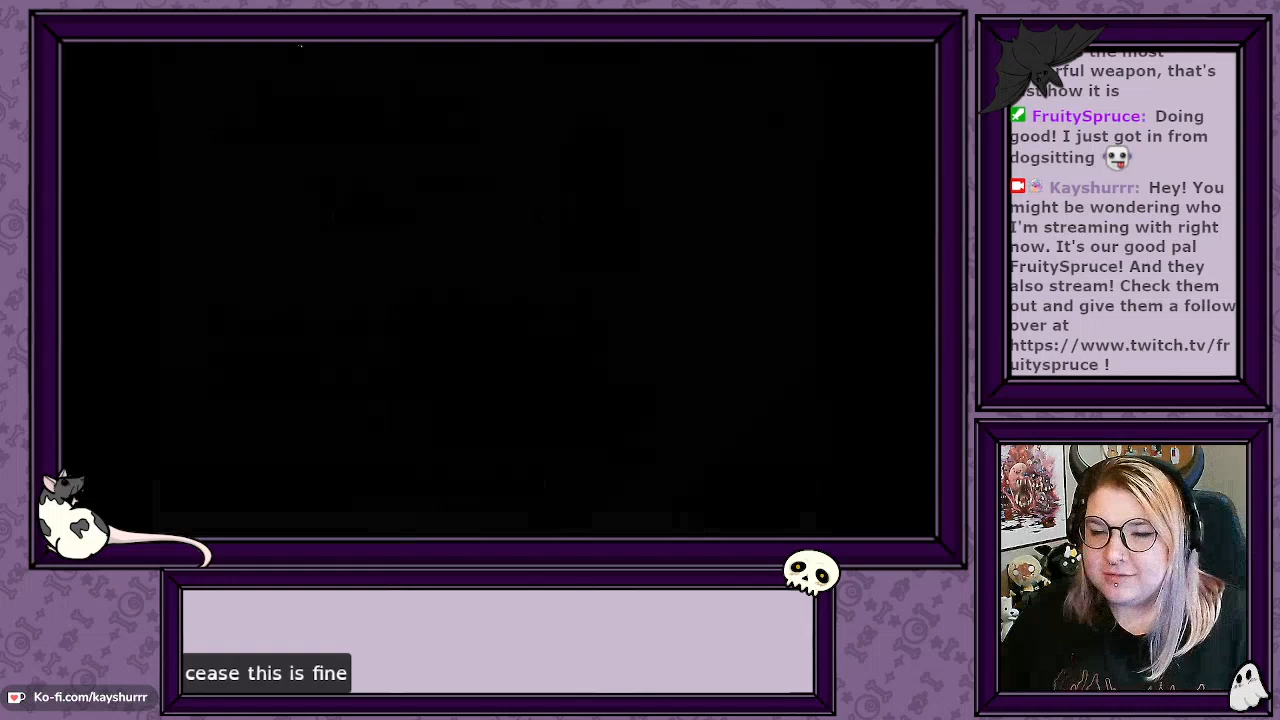 the most
rful weapon, that's
how it is
FruitySpruce: Doing
good! I just got in from
dogsitting
Kayshurrr: Hey! You
might be wondering who
I'm streaming with right
now. It's our good pal
FruitySpruce! And they
also stream! Check them
out and give them a follow
over at
https://www.twitch.tv/fr
uityspruce !
cease this is fine
Ko-fi.com/kayshurrr